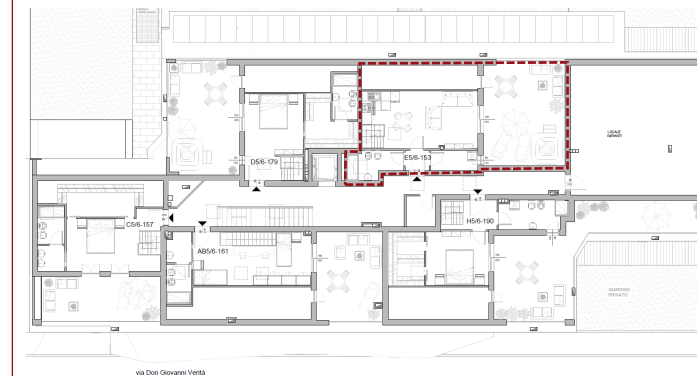 LOCALE
IMPIANTI
E5/6-153
D5/6-179
H5/6-190
C5/6-157
AB5/6-161
GIARDINO
PRIVATO
via Don Giovanni Verità